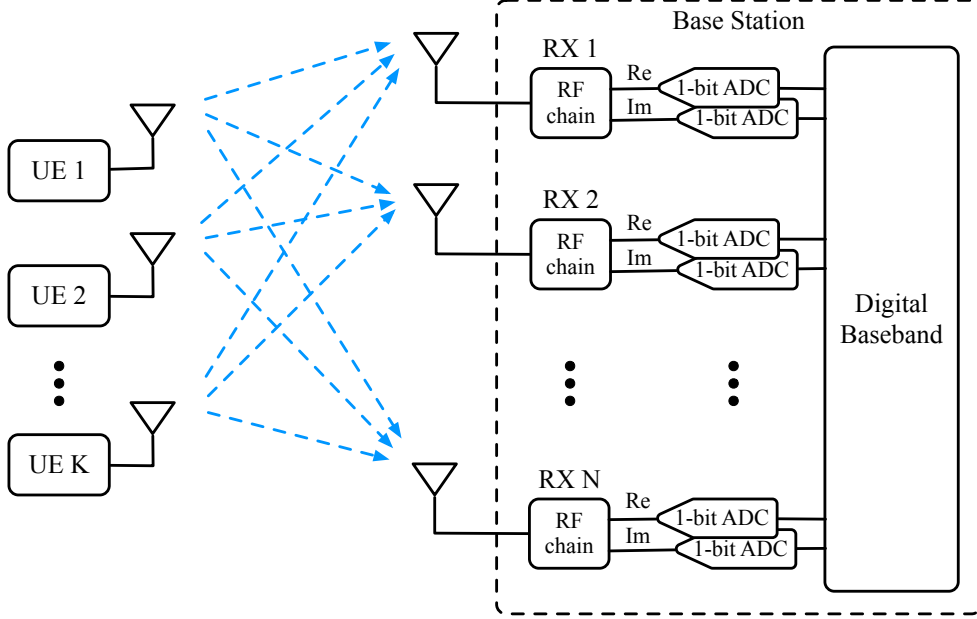 Base Station
UE 1
UE 2
UE K
RX 1
RF
chain
Re
Im
1-bit ADC
1-bit ADC
RX 2
RF
chain
Re
Im
1-bit ADC
1-bit ADC
RX N
RF
chain
Re
Im
1-bit ADC
1-bit ADC
Digital
Baseband